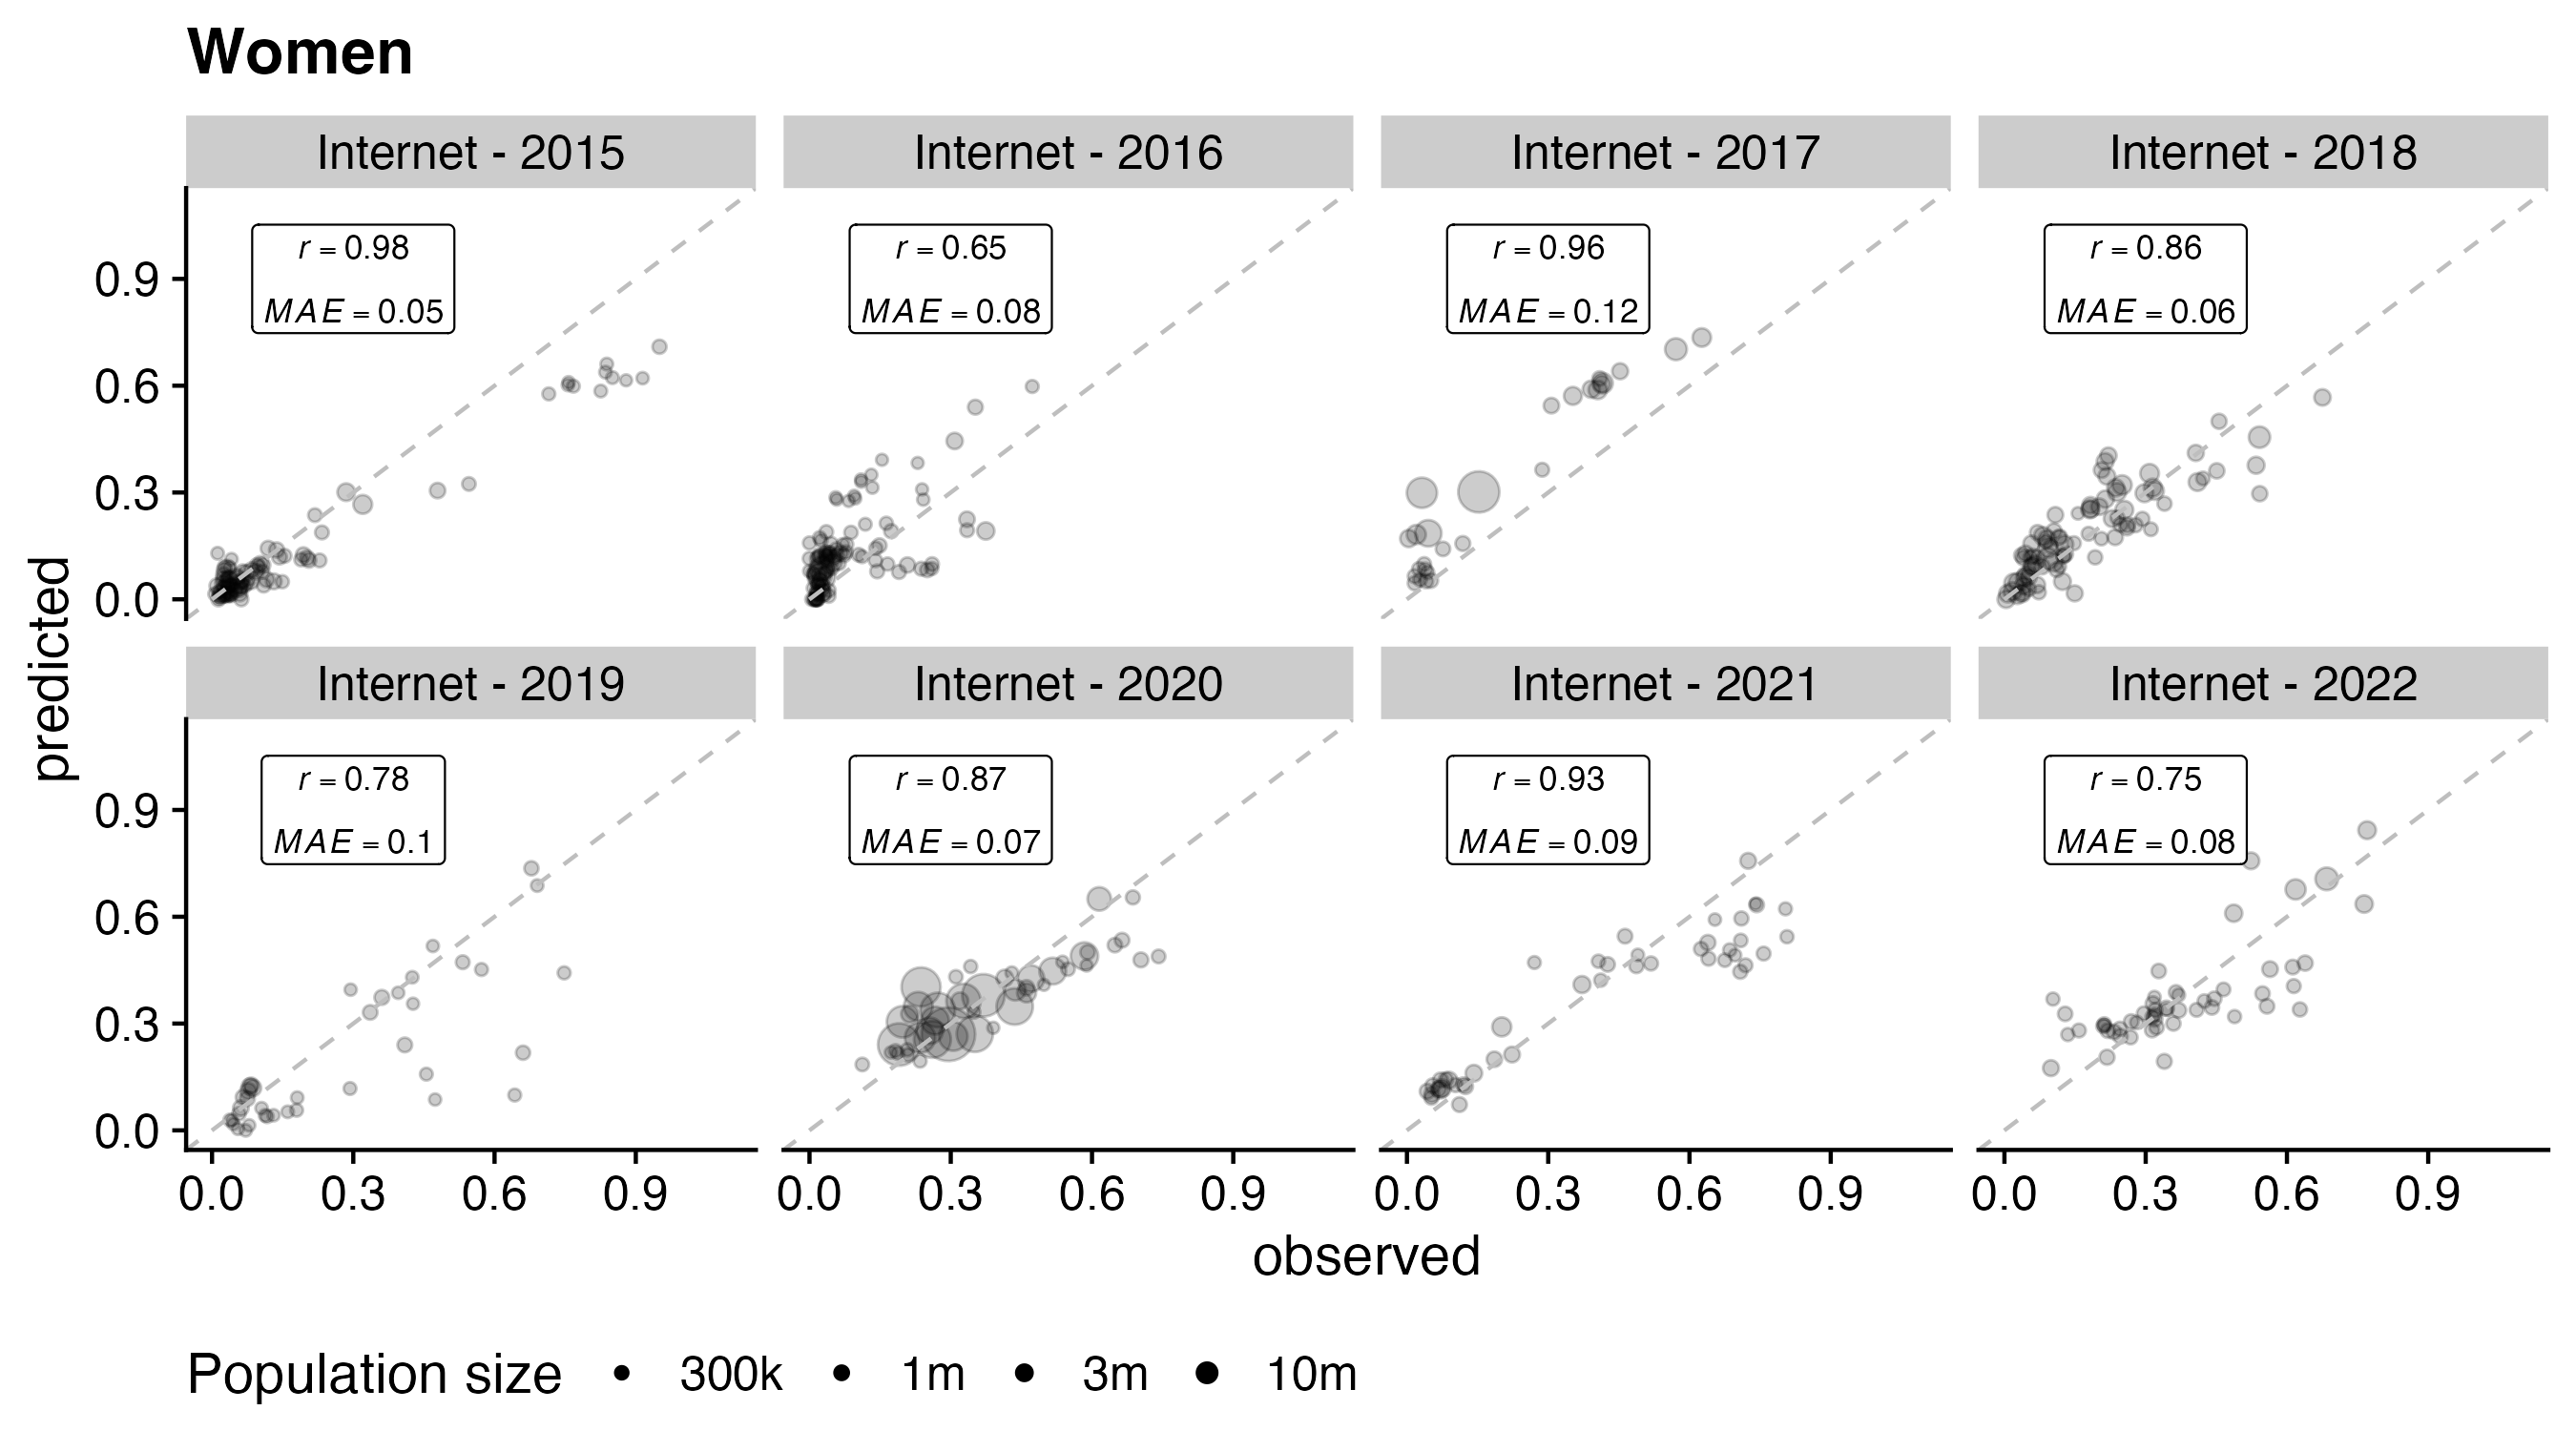 Women
Internet - 2015
Internet - 2016
Internet - 2017
Internet - 2018
r = 0.98
MAE = 0.05
r = 0.65
MAE = 0.08
r = 0.96
MAE = 0.12
r = 0.86
MAE = 0.06
0.9
0.6
0.3
0.0
predicted
Internet - 2019
Internet - 2020
Internet - 2021
Internet - 2022
r = 0.78
MAE = 0.1
r = 0.87
MAE = 0.07
r = 0.93
MAE = 0.09
r = 0.75
MAE = 0.08
0.9
0.6
0.3
0.0
0.0 0.3 0.6 0.9
0.0 0.3 0.6 0.9
0.0 0.3 0.6 0.9
0.0 0.3 0.6 0.9
observed
Population size 300k 1m 3m 10m